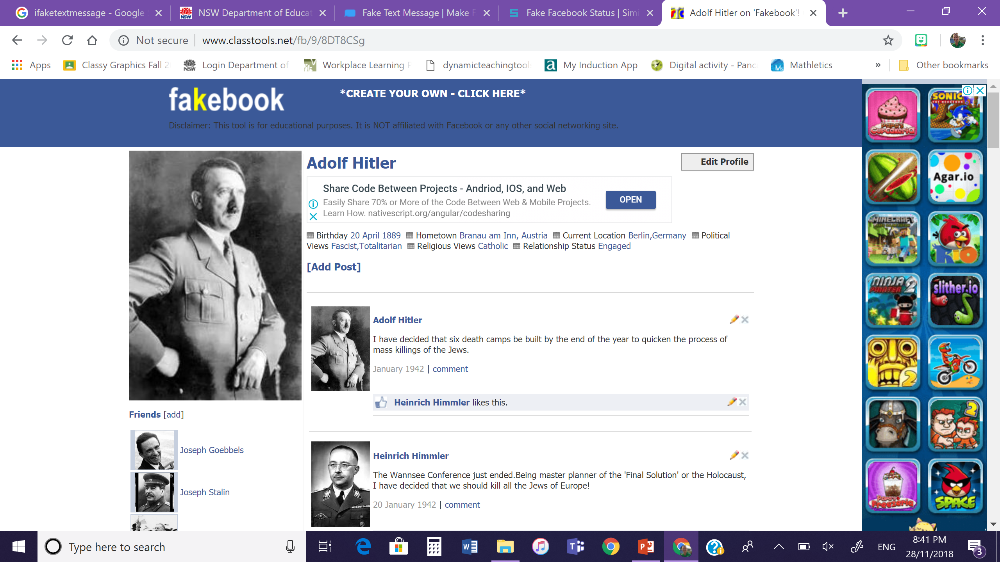 ifaketextmessage - Google
NSW Department of Educat
Fake Text Message | Make F
Fake Facebook Status | Simi
Adolf Hitler on 'Fakebook'!
Not secure | www.classtools.net/fb/9/8DT8CSg
Apps
Classy Graphics Fall 2
Login Department of
Workplace Learning P
dynamicteachingtools
My Induction App
Digital activity - Panca
Mathletics
Other bookmarks
fakebook
*CREATE YOUR OWN - CLICK HERE*
Disclaimer: This tool is for educational purposes. It is NOT affiliated with Facebook or any other social networking site.
Adolf Hitler
Edit Profile
Share Code Between Projects - Andriod, IOS, and Web
Easily Share 70% or More of the Code Between Web & Mobile Projects.
Learn How. nativescript.org/angular/codesharing
OPEN
Birthday 20 April 1889 Hometown Branau am Inn, Austria Current Location Berlin,Germany Political
Views Fascist,Totalitarian Religious Views Catholic Relationship Status Engaged
[Add Post]
Adolf Hitler
I have decided that six death camps be built by the end of the year to quicken the process of
mass killings of the Jews.
January 1942 | comment
Heinrich Himmler likes this.
Heinrich Himmler
The Wannsee Conference just ended.Being master planner of the 'Final Solution' or the Holocaust,
I have decided that we should kill all the Jews of Europe!
20 January 1942 | comment
Friends [add]
Joseph Goebbels
Joseph Stalin
Papa's
Cupcakeria
SONIC
THE HEDGEHOG
Agar.io
MINECRAFT
RIO
NINJA
PAINTER 2
slither.io
2
2
Papa's
Freezeria
SPACE
Type here to search
ENG
8:41 PM
28/11/2018
3